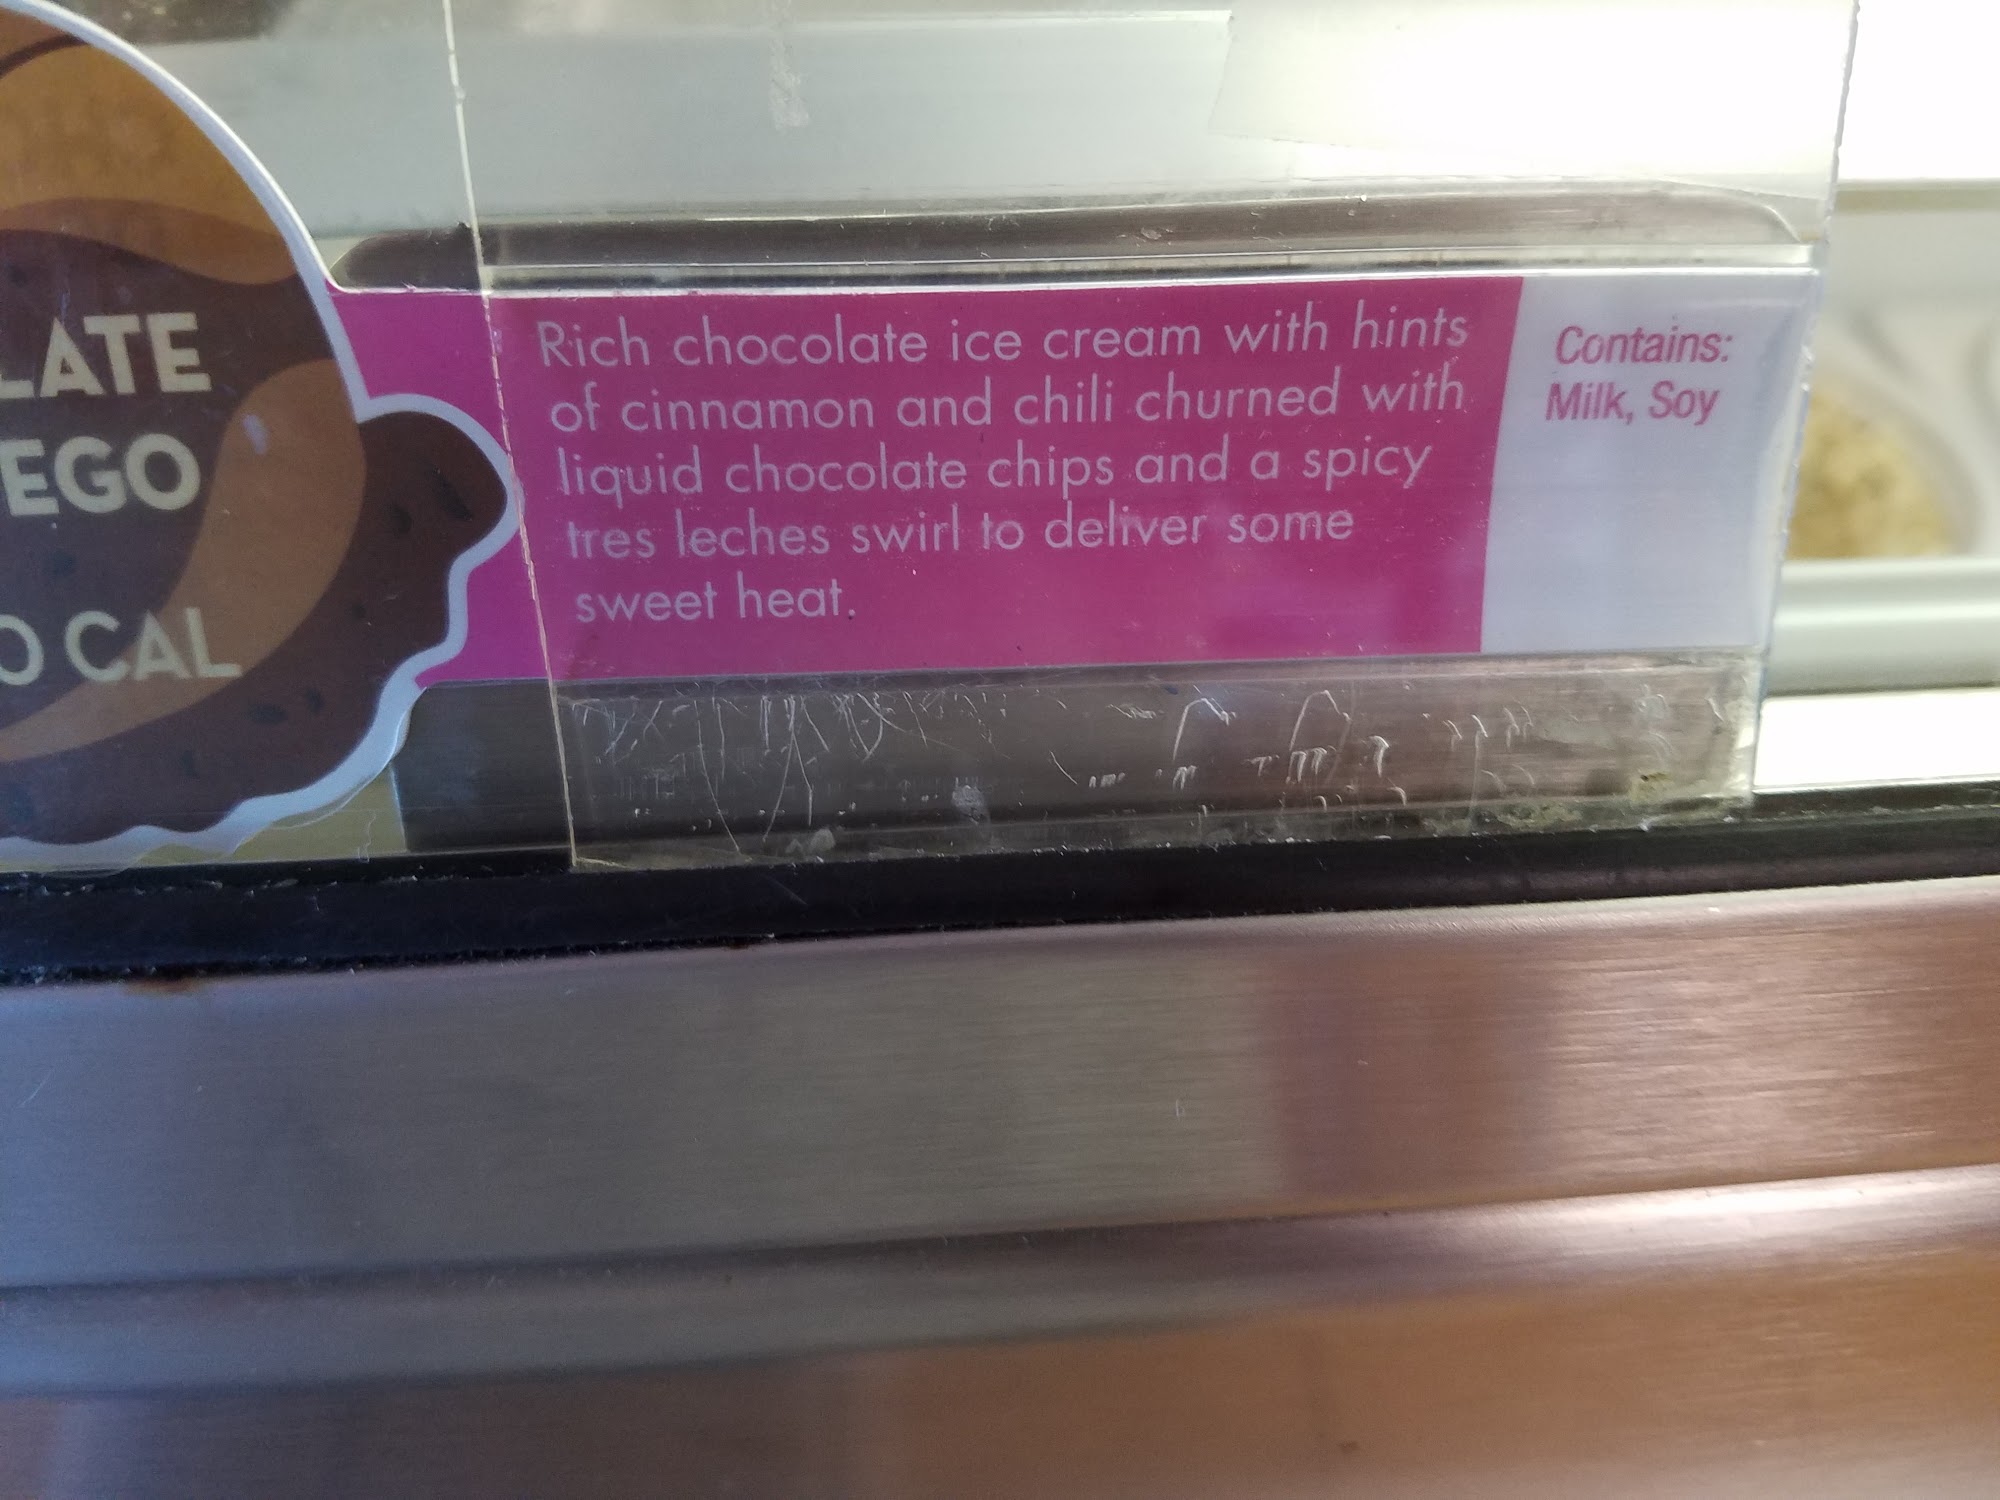 LATE
EGO
0 CAL
Rich chocolate ice cream with hints
of cinnamon and chili churned with
liquid chocolate chips and a spicy
tres leches swirl to deliver some
sweet heat.
Contains:
Milk, Soy